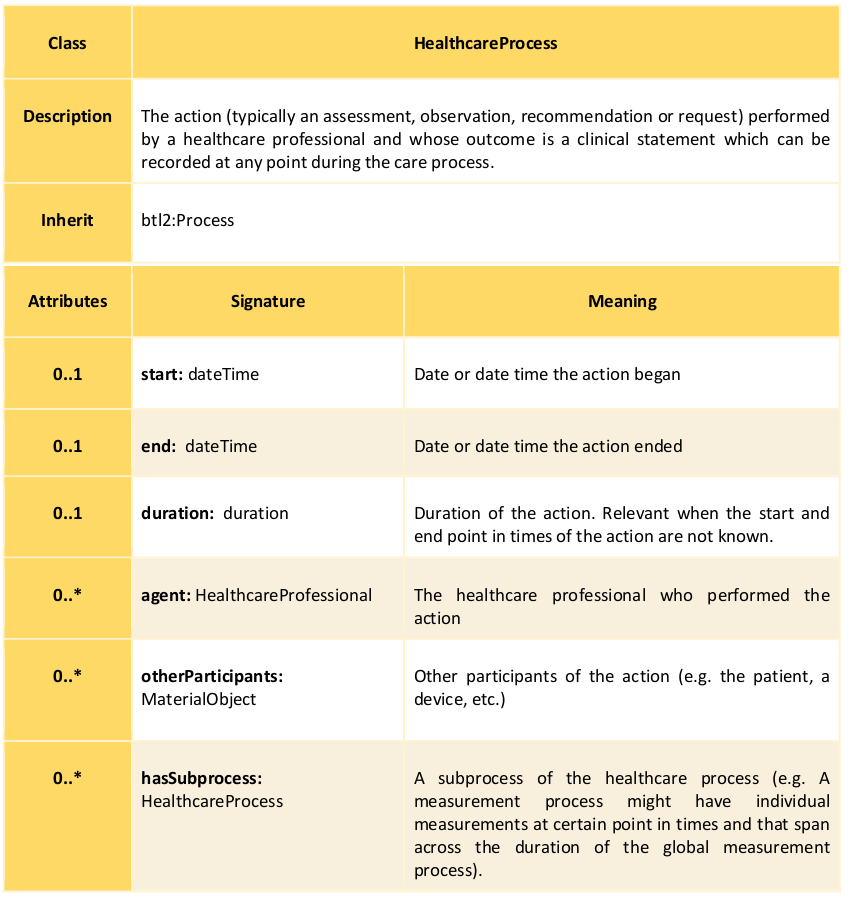 Class
HealthcareProcess
Description
The action (typically an assessment, observation, recommendation or request) performed
by a healthcare professional and whose outcome is a clinical statement which can be
recorded at any point during the care process.
Inherit
btl2:Process
Attributes
Signature
Meaning
0..1
start: dateTime
Date or date time the action began
0..1
end: dateTime
Date or date time the action ended
0..1
duration: duration
Duration of the action. Relevant when the start and
end point in times of the action are not known.
0..*
agent: HealthcareProfessional
The healthcare professional who performed the
action
0..*
otherParticipants:
MaterialObject
Other participants of the action (e.g. the patient, a
device, etc.)
0..*
hasSubprocess:
HealthcareProcess
A subprocess of the healthcare process (e.g. A
measurement process might have individual
measurements at certain point in times and that span
across the duration of the global measurement
process).